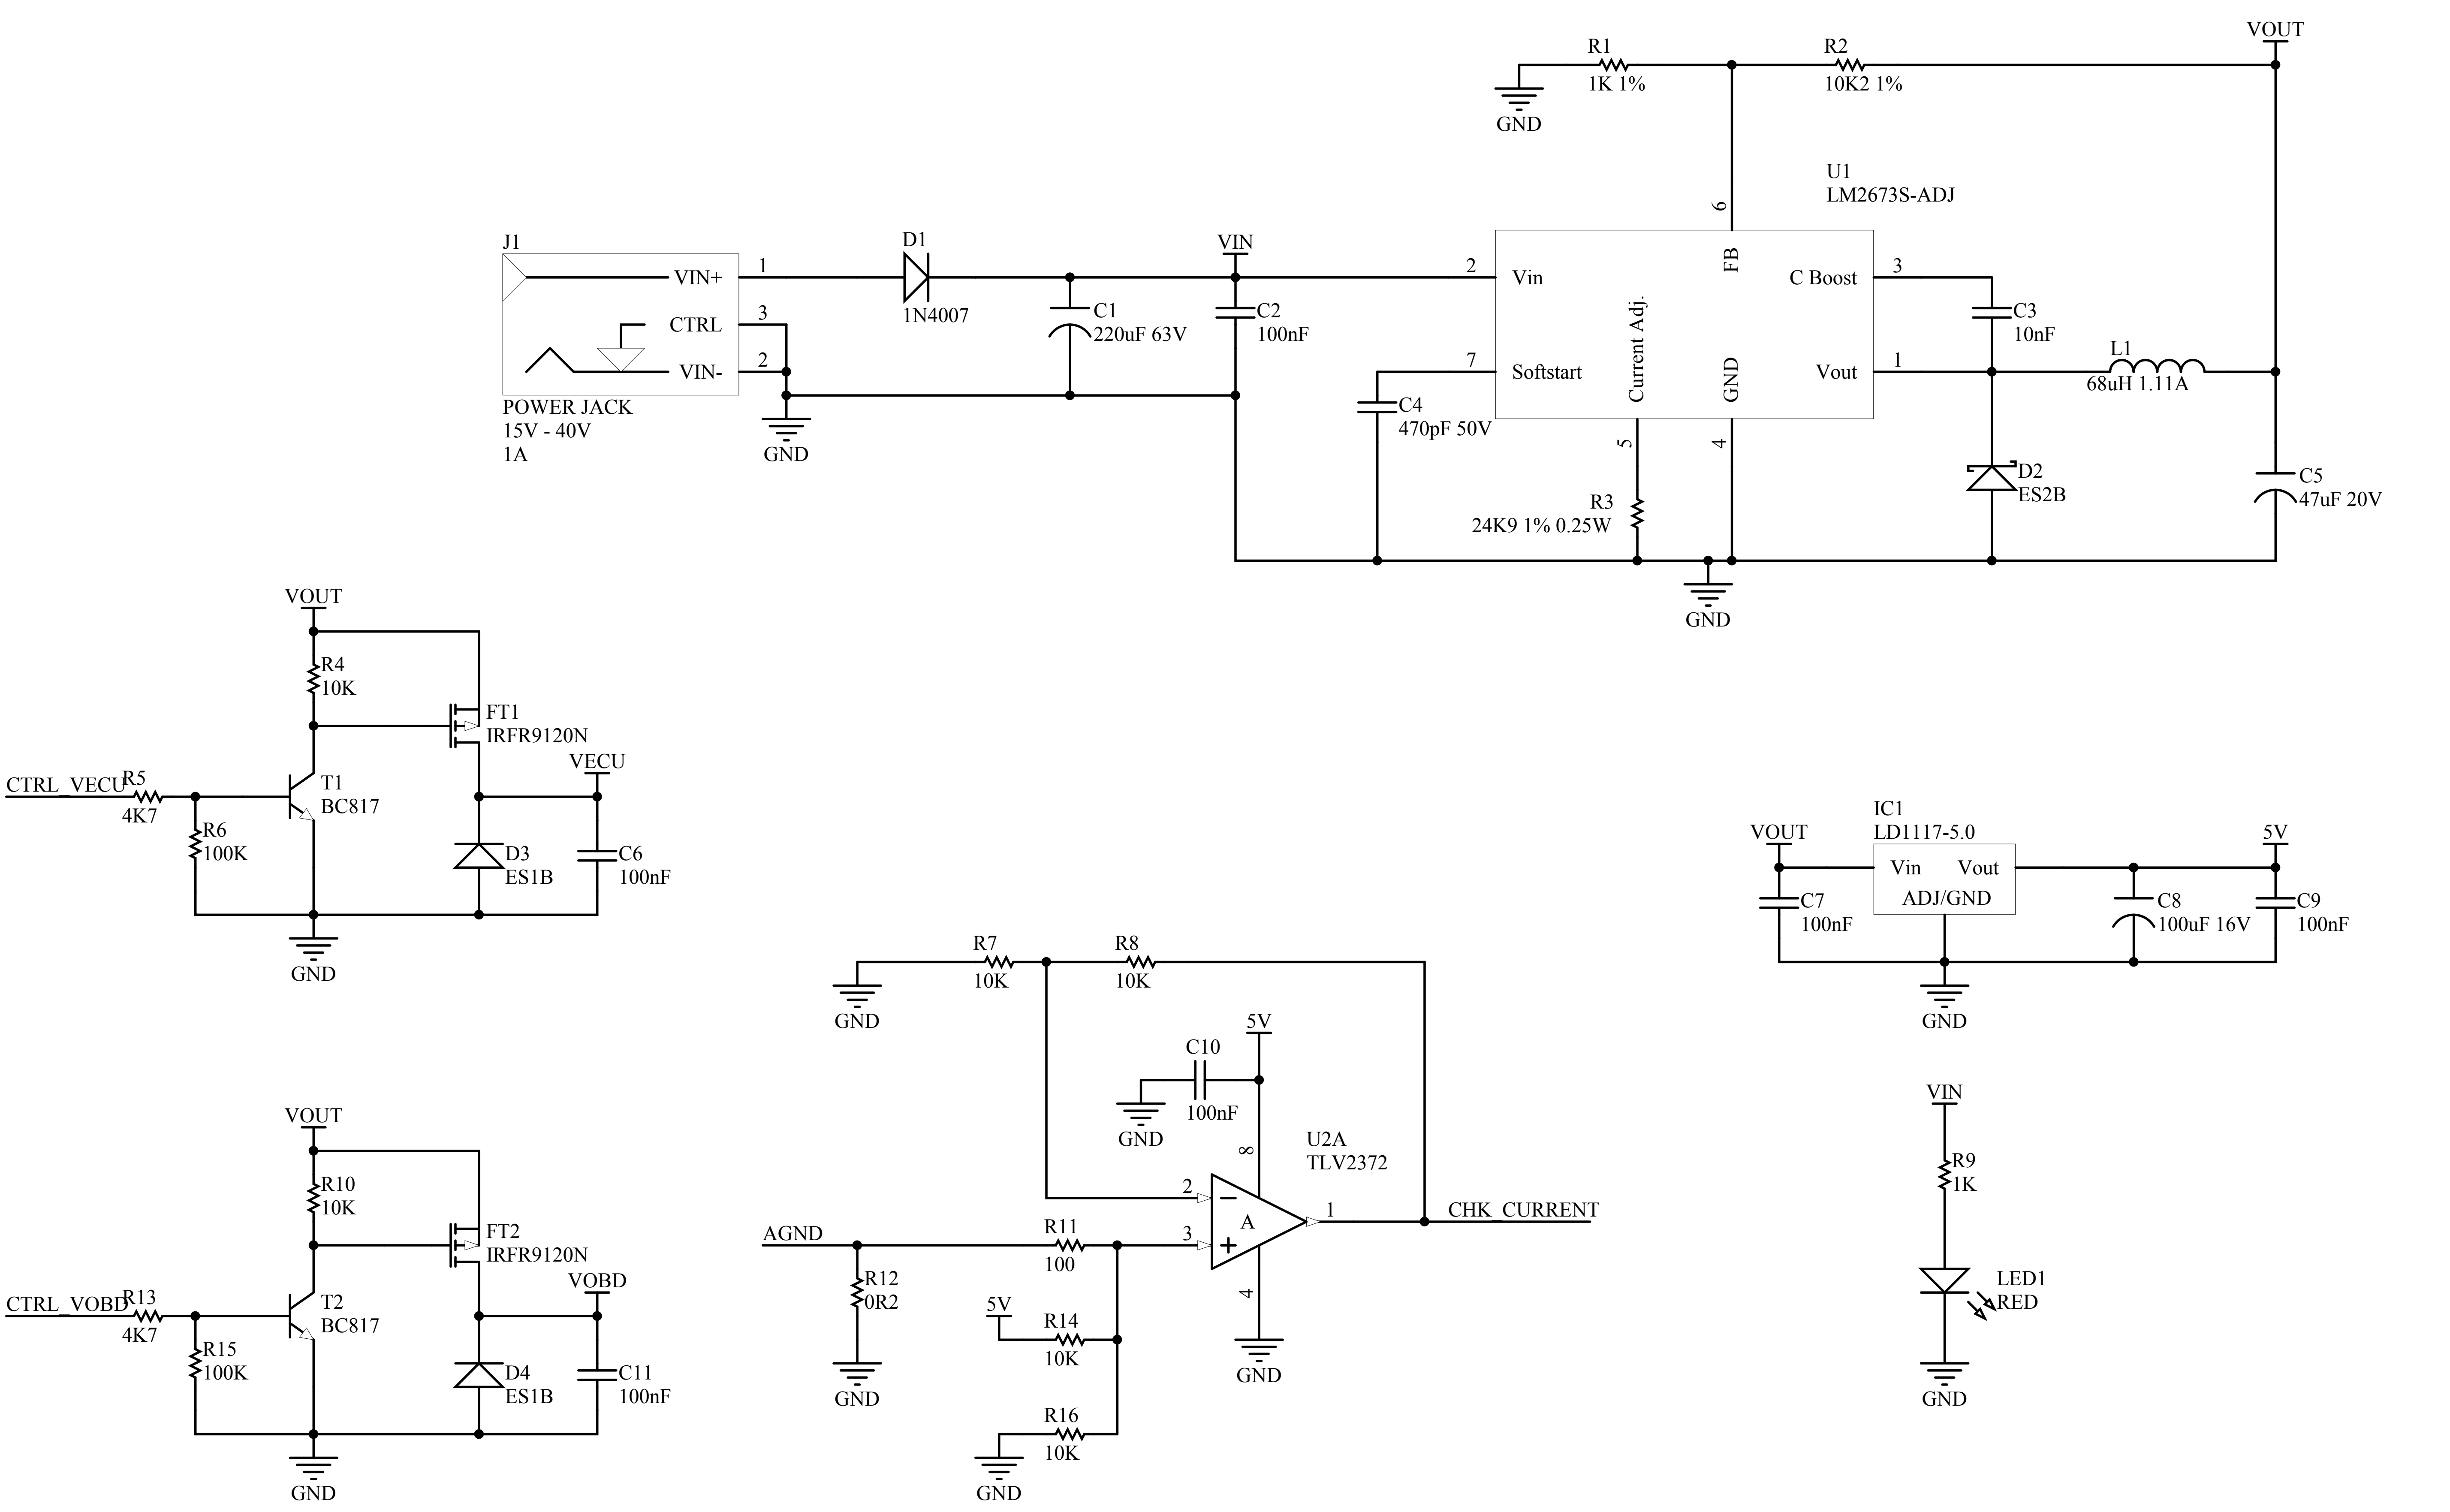 VOUT
R1
1K 1%
R2
10K2 1%
GND
U1
LM2673S-ADJ
6
FB
Vin
2
C Boost
3
Softstart
7
Current Adj.
5
GND
4
Vout
1
J1
VIN+
1
CTRL
3
VIN-
2
POWER JACK
15V - 40V
1A
GND
D1
1N4007
C1
220uF 63V
VIN
C2
100nF
C4
470pF 50V
R3
24K9 1% 0.25W
GND
C3
10nF
L1
68uH 1.11A
D2
ES2B
C5
47uF 20V
VOUT
R4
10K
FT1
IRFR9120N
VECU
CTRL_VECU
R5
4K7
T1
BC817
R6
100K
D3
ES1B
C6
100nF
GND
IC1
LD1117-5.0
VOUT
Vin
Vout
ADJ/GND
5V
C7
100nF
C8
100uF 16V
C9
100nF
GND
R7
10K
R8
10K
GND
5V
C10
100nF
GND
8
U2A
TLV2372
2
3
A
1
4
CHK_CURRENT
AGND
R11
100
R12
0R2
GND
5V
R14
10K
R16
10K
GND
GND
VIN
R9
1K
LED1
RED
GND
VOUT
R10
10K
FT2
IRFR9120N
VOBD
CTRL_VOBD
R13
4K7
T2
BC817
R15
100K
D4
ES1B
C11
100nF
GND